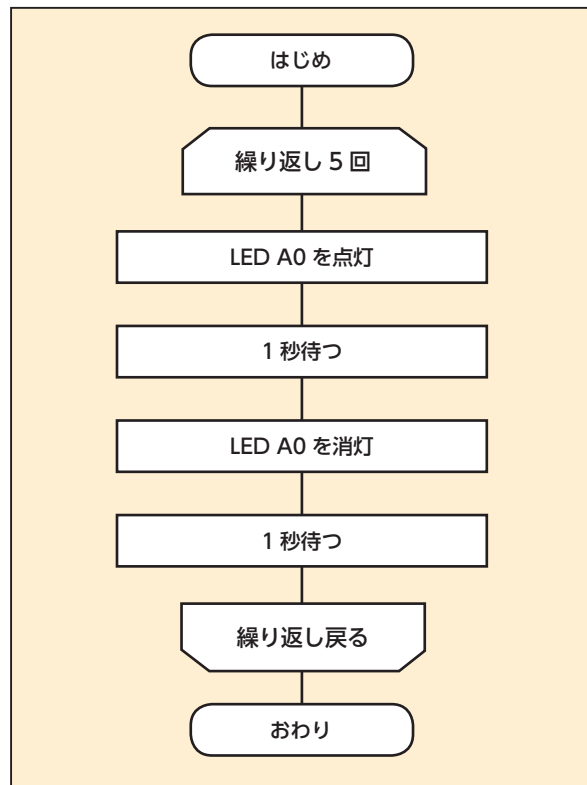 はじめ
繰り返し 5 回
LED A0 を点灯
1 秒待つ
LED A0 を消灯
1 秒待つ
繰り返し戻る
おわり